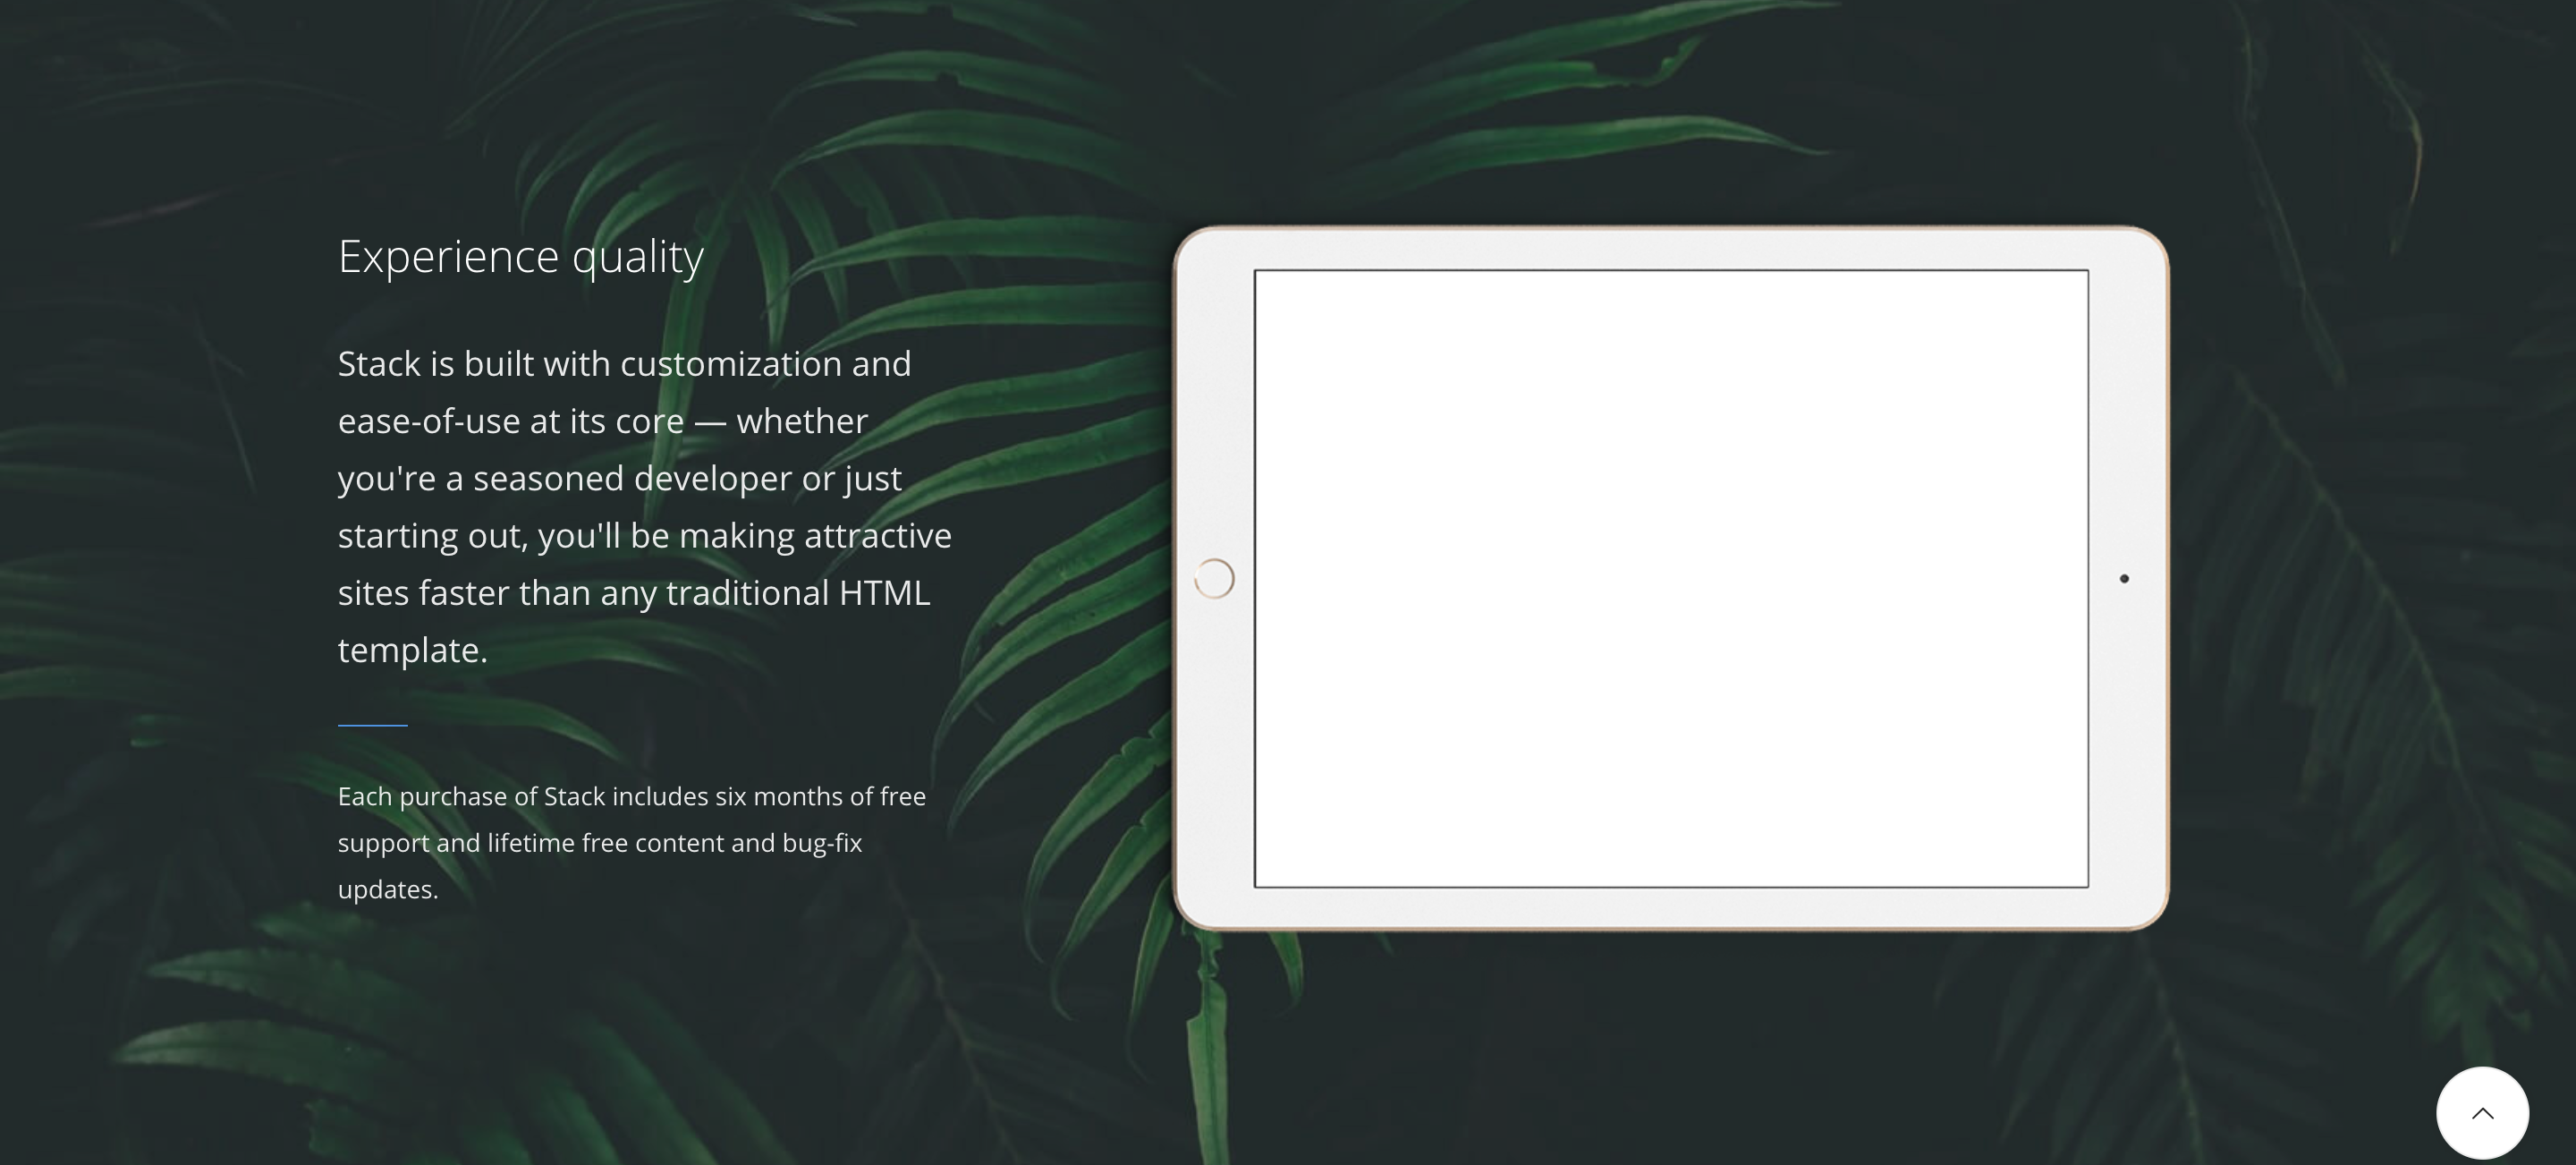 Experience quality
Stack is built with customization and
ease-of-use at its core — whether
you're a seasoned developer or just
starting out, you'll be making attractive
sites faster than any traditional HTML
template.
Each purchase of Stack includes six months of free
support and lifetime free content and bug-fix
updates.